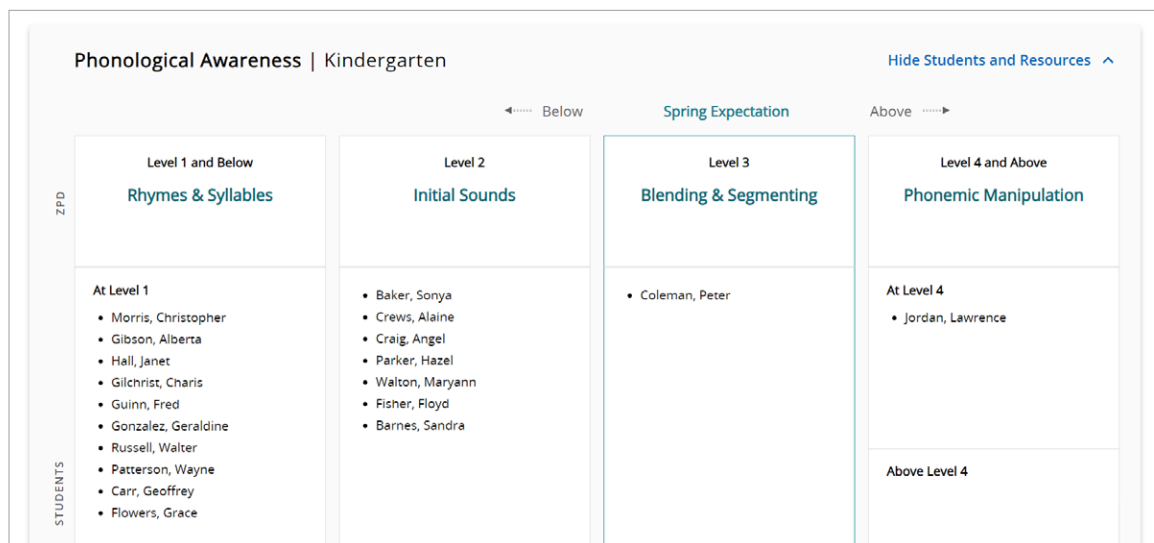 Phonological Awareness | Kindergarten
Hide Students and Resources
Below
Spring Expectation
Above
ZPD
Level 1 and Below
Rhymes & Syllables
Level 2
Initial Sounds
Level 3
Blending & Segmenting
Level 4 and Above
Phonemic Manipulation
STUDENTS
At Level 1
• Morris, Christopher
• Gibson, Alberta
• Hall, Janet
• Gilchrist, Charis
• Guinn, Fred
• Gonzalez, Geraldine
• Russell, Walter
• Patterson, Wayne
• Carr, Geoffrey
• Flowers, Grace
• Baker, Sonya
• Crews, Alaine
• Craig, Angel
• Parker, Hazel
• Walton, Maryann
• Fisher, Floyd
• Barnes, Sandra
• Coleman, Peter
At Level 4
• Jordan, Lawrence
Above Level 4